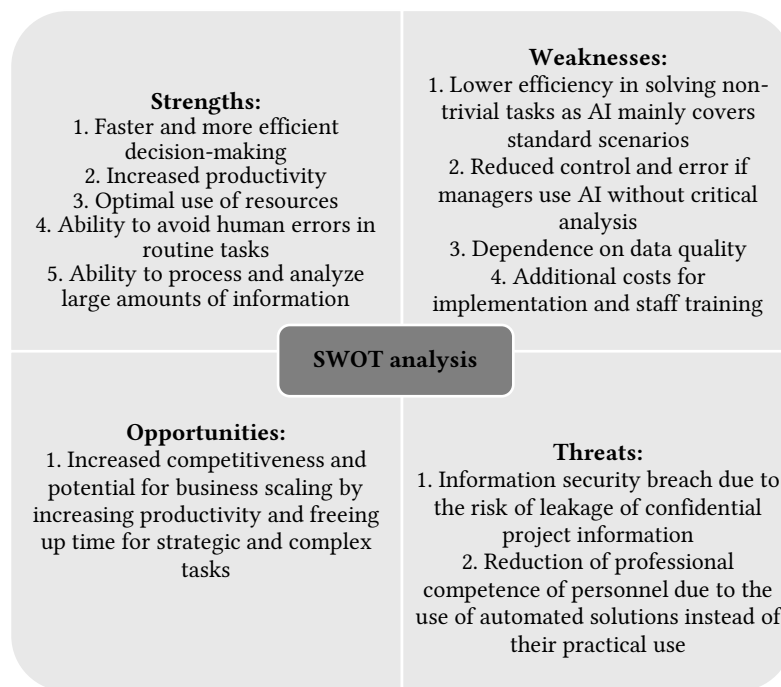 Strengths:
1. Faster and more efficient
decision-making
2. Increased productivity
3. Optimal use of resources
4. Ability to avoid human errors in
routine tasks
5. Ability to process and analyze
large amounts of information
Weaknesses:
1. Lower efficiency in solving non-
trivial tasks as AI mainly covers
standard scenarios
2. Reduced control and error if
managers use AI without critical
analysis
3. Dependence on data quality
4. Additional costs for
implementation and staff training
SWOT analysis
Opportunities:
1. Increased competitiveness and
potential for business scaling by
increasing productivity and freeing
up time for strategic and complex
tasks
Threats:
1. Information security breach due to
the risk of leakage of confidential
project information
2. Reduction of professional
competence of personnel due to the
use of automated solutions instead of
their practical use